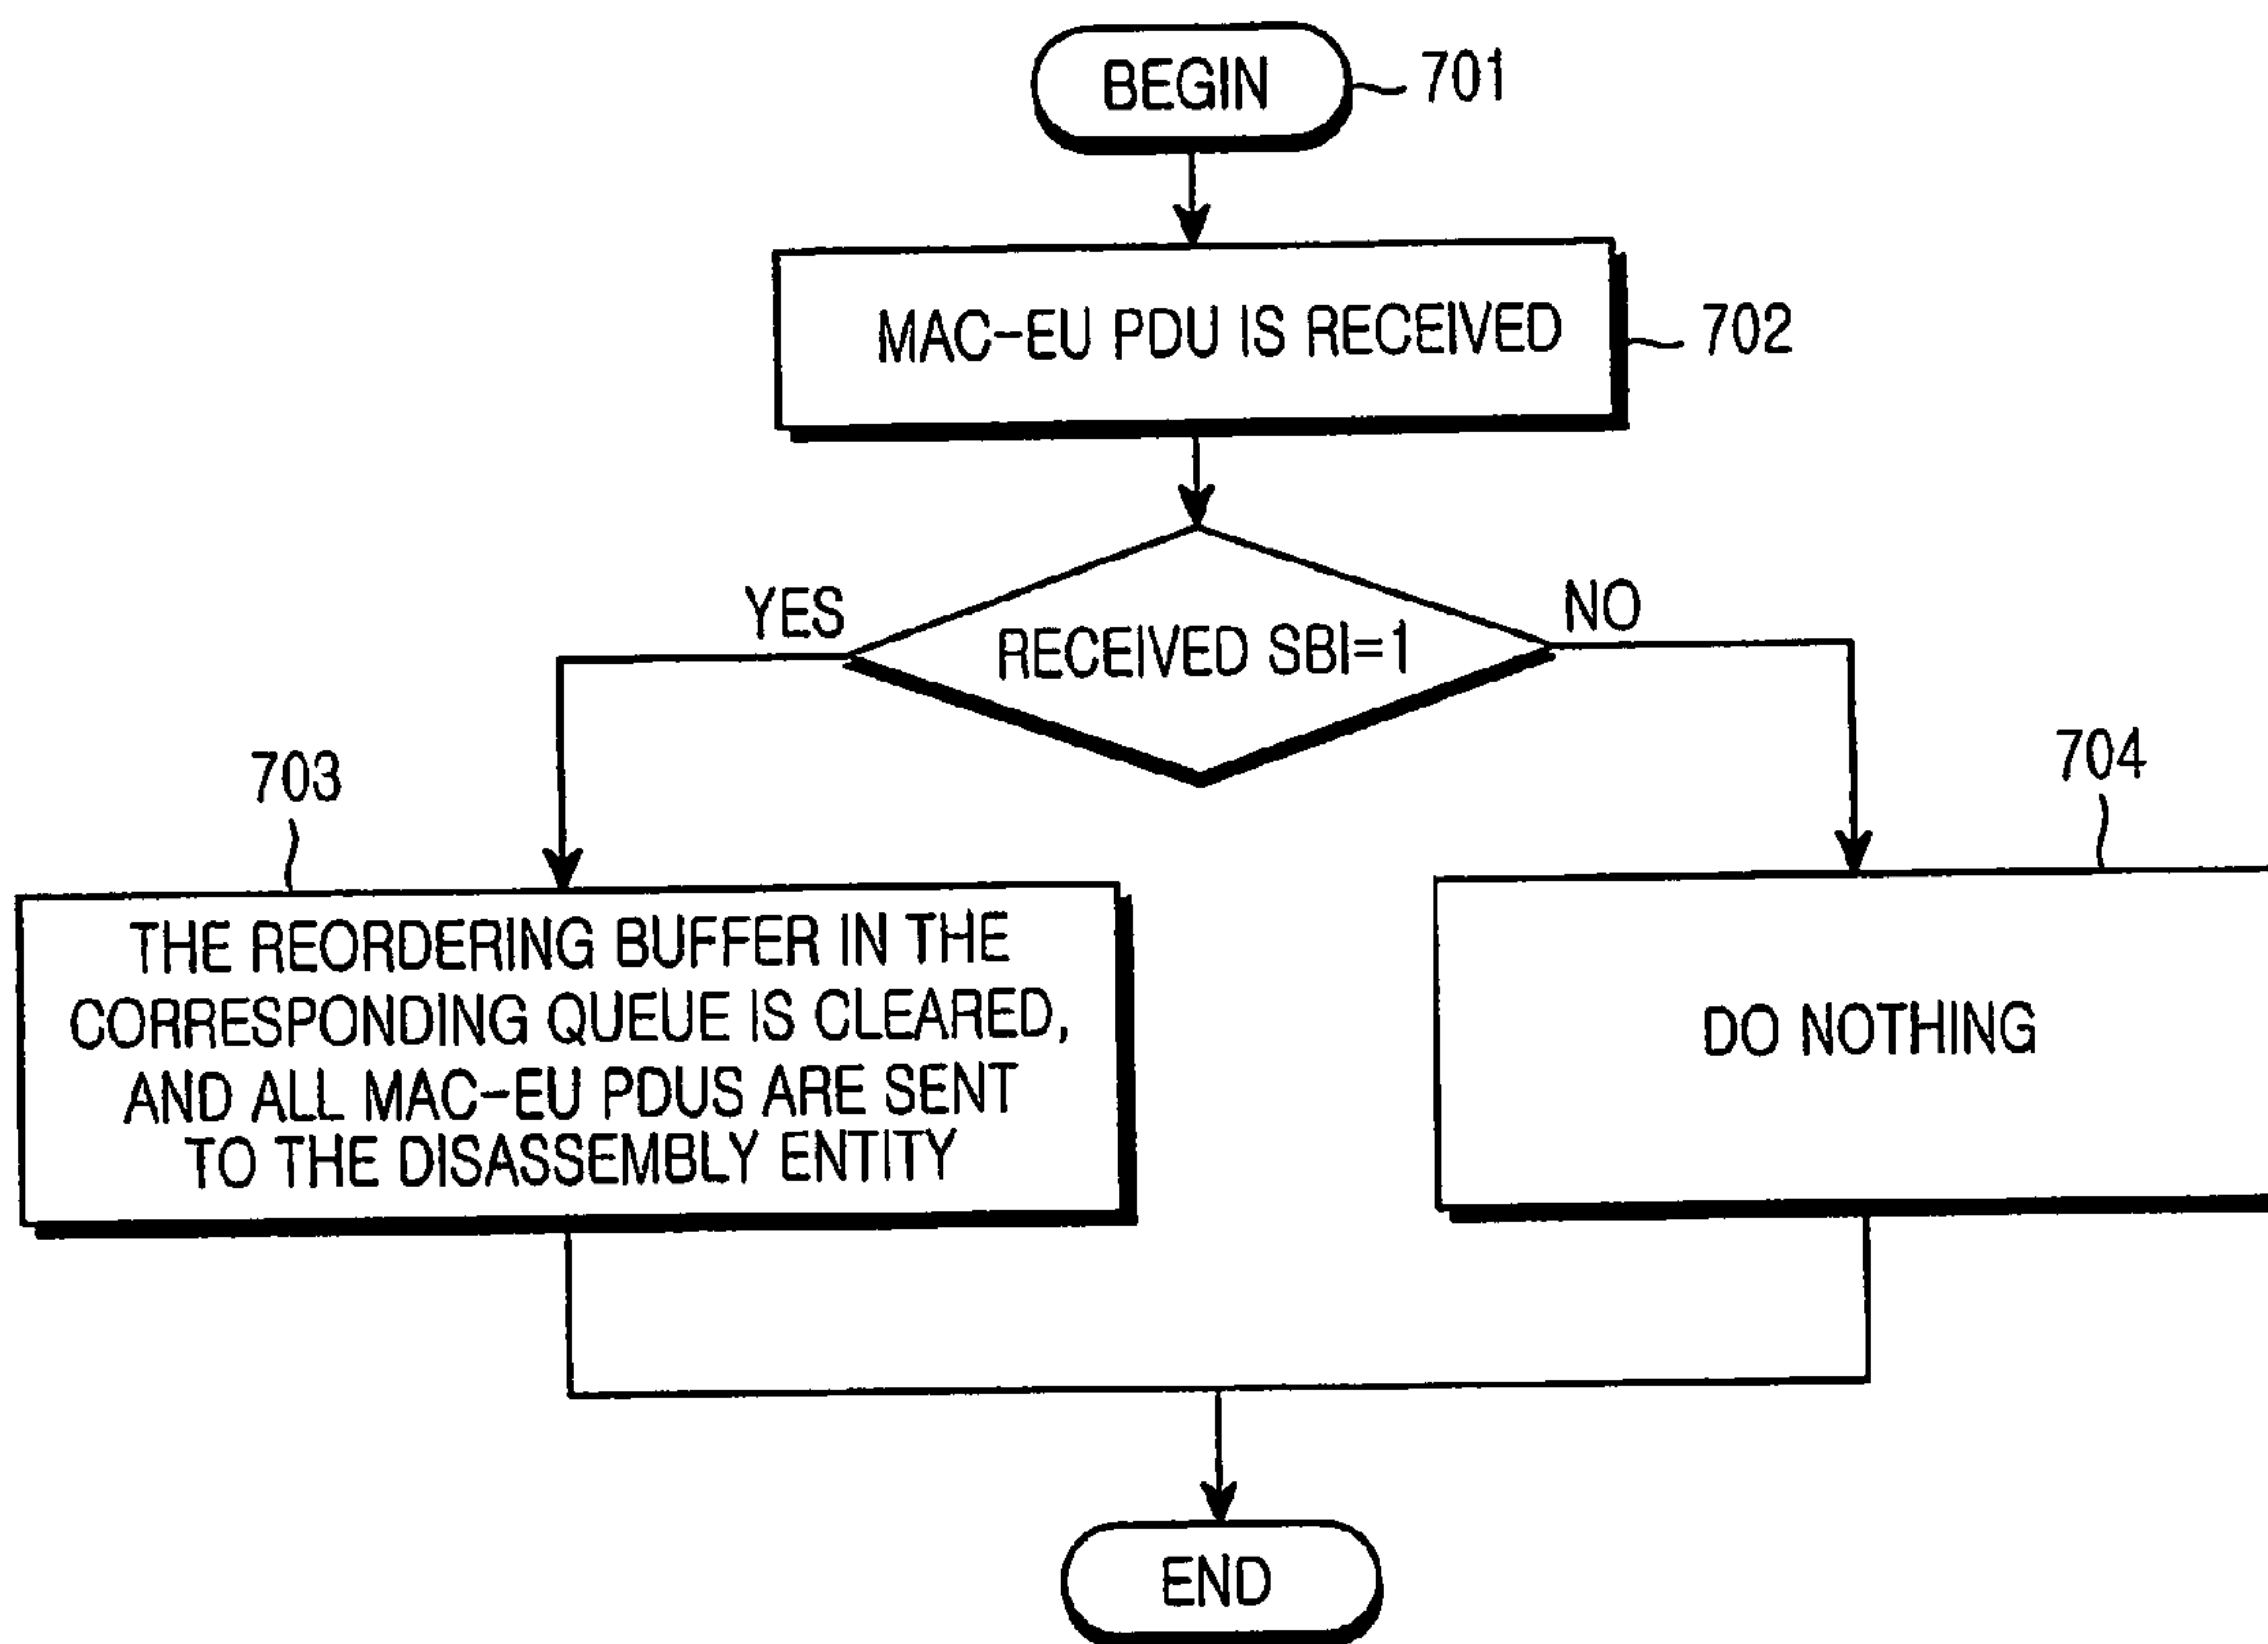 BEGIN
701
MAC-EU PDU IS RECEIVED
702
YES
NO
RECEIVED SBI=1
703
704
THE REORDERING BUFFER IN THE
CORRESPONDING QUEUE IS CLEARED,
AND ALL MAC-EU PDUS ARE SENT
TO THE DISASSEMBLY ENTITY
DO NOTHING
END